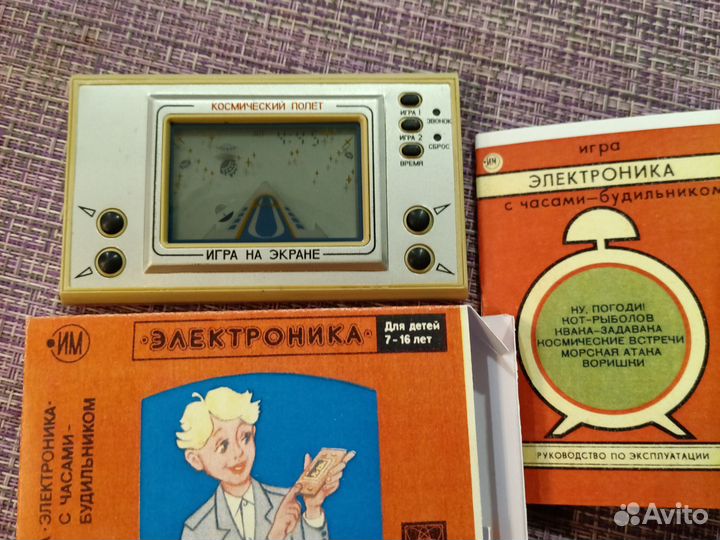 КОСМИЧЕСКИЙ ПОЛЕТ
ИГРА 1
ЗВОНОК
ИГРА 2
СБРОС
ВРЕМЯ
ИГРА НА ЭКРАНЕ
·ИМ
·ЭЛЕКТРОНИКА·
Для детей
7-16 лет
А·ЭЛЕКТРОНИКА·
С ЧАСАМИ-
БУДИЛЬНИКОМ
·ИМ
игра
ЭЛЕКТРОНИКА
с часами-будильником
НУ, ПОГОДИ!
КОТ-РЫБОЛОВ
КВАКА-ЗАДАВАКА
КОСМИЧЕСКИЕ ВСТРЕЧИ
МОРСКАЯ АТАКА
ВОРИШКИ
РУКОВОДСТВО ПО ЭКСПЛУАТАЦИИ
Avito